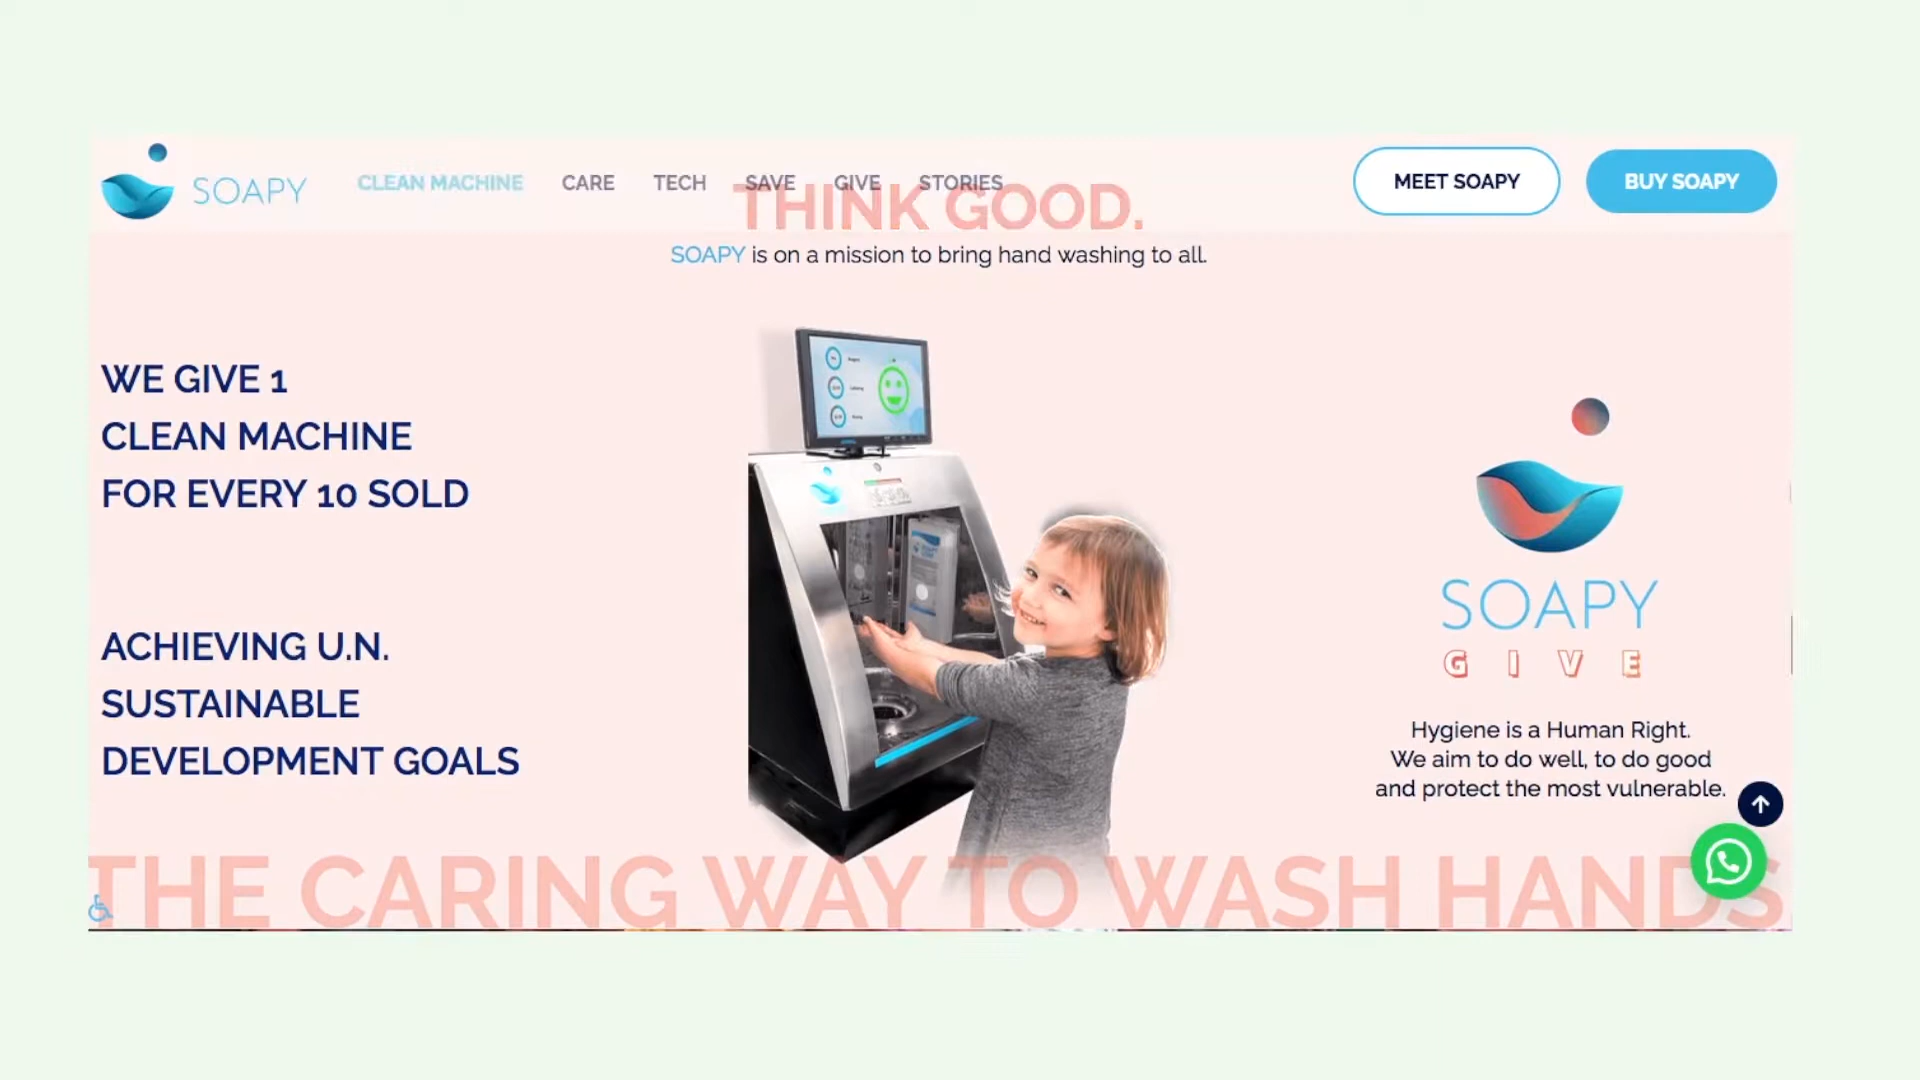 SOAPY
CLEAN MACHINE
CARE
TECH
SAVE
GIVE
STORIES
MEET SOAPY
BUY SOAPY
THINK GOOD.
SOAPY is on a mission to bring hand washing to all.
WE GIVE 1
CLEAN MACHINE
FOR EVERY 10 SOLD
ACHIEVING U.N.
SUSTAINABLE
DEVELOPMENT GOALS
SOAPY
GIVE
Hygiene is a Human Right.
We aim to do well, to do good
and protect the most vulnerable.
THE CARING WAY TO WASH HANDS